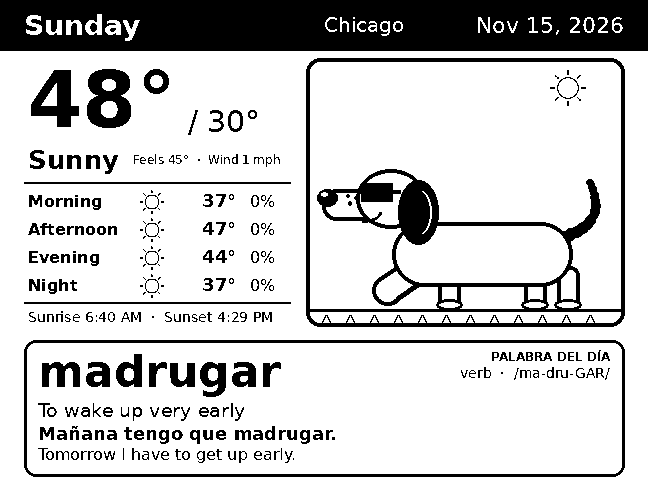 Sunday Chicago Nov 15, 2026
48° / 30°
Sunny Feels 45° · Wind 1 mph
Morning 37° 0%
Afternoon 47° 0%
Evening 44° 0%
Night 37° 0%
Sunrise 6:40 AM · Sunset 4:29 PM
madrugar
PALABRA DEL DÍA
verb · /ma-dru-GAR/
To wake up very early
Mañana tengo que madrugar.
Tomorrow I have to get up early.